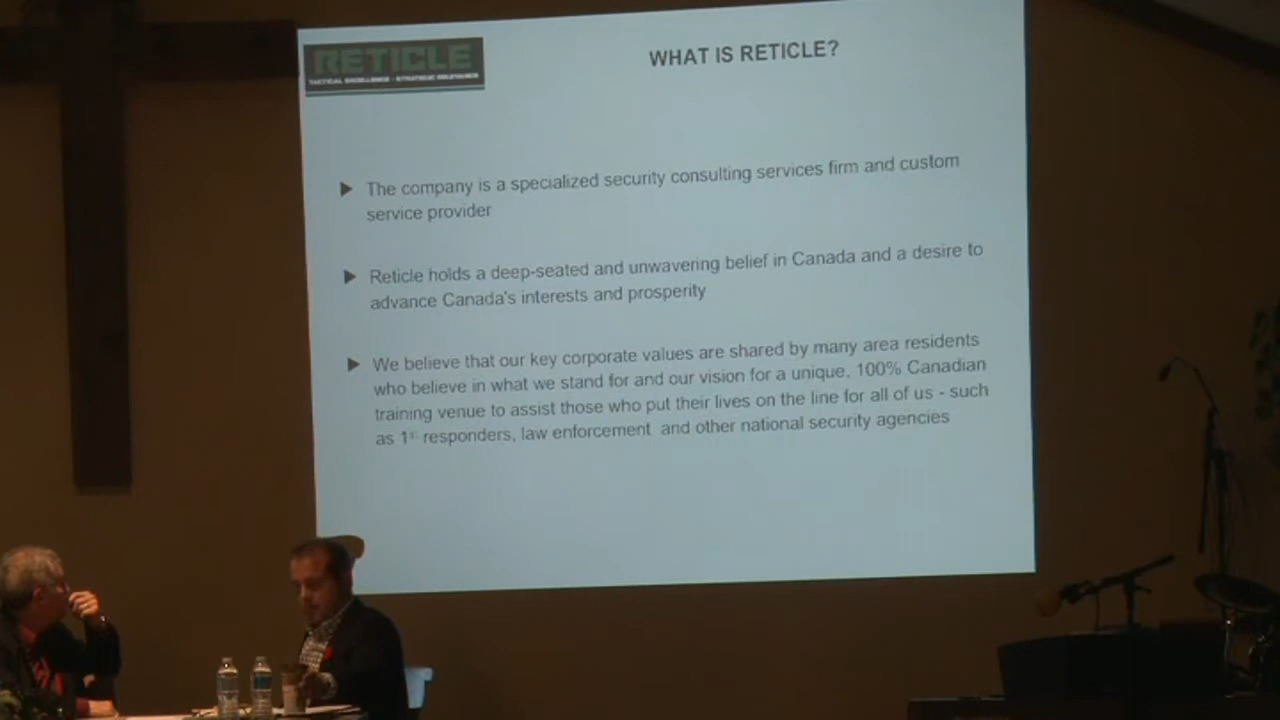 RETICLE
TACTICAL EXCELLENCE - STRATEGIC RELEVANCE
WHAT IS RETICLE?
The company is a specialized security consulting services firm and custom
service provider
Reticle holds a deep-seated and unwavering belief in Canada and a desire to
advance Canada's interests and prosperity
We believe that our key corporate values are shared by many area residents
who believe in what we stand for and our vision for a unique, 100% Canadian
training venue to assist those who put their lives on the line for all of us - such
as 1st responders, law enforcement and other national security agencies